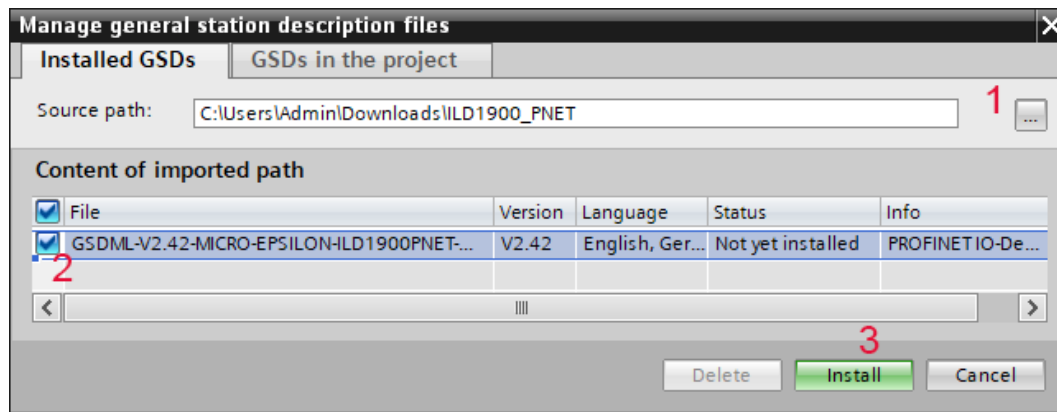 Manage general station description files
Installed GSDs GSDs in the project
Source path: C:\Users\Admin\Downloads\ILD1900_PNET 1 ...
Content of imported path
File Version Language Status Info
GSDML-V2.42-MICRO-EPSILON-ILD1900PNET-... V2.42 English, Ger... Not yet installed PROFINET IO-De...
2
3
Delete Install Cancel